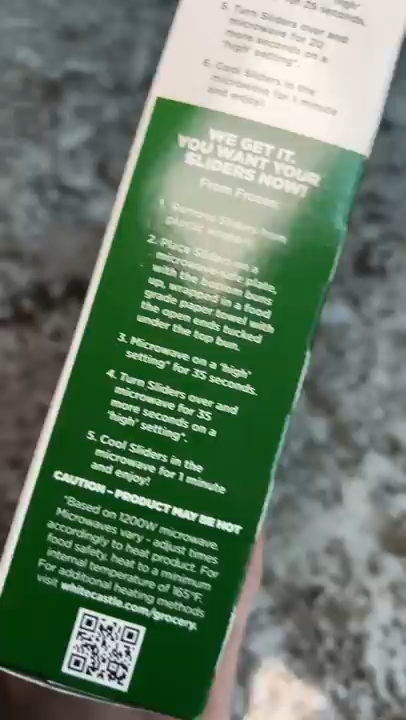 for 25 seconds.
5. Turn Sliders over and
microwave for 20
more seconds on a
"high setting".
6. Cool Sliders in the
microwave for 1 minute
and enjoy!
WE GET IT.
YOU WANT YOUR
SLIDERS NOW!
From Frozen:
1. Remove Sliders from
plastic
2. Place Sliders on a
microwave-safe plate,
with the bottom buns
up, wrapped in a food
grade paper towel with
the open ends tucked
under the top bun.
3. Microwave on a "high"
setting* for 35 seconds.
4. Turn Sliders over and
microwave for 35
more seconds on a
"high setting".
5. Cool Sliders in the
microwave for 1 minute
and enjoy!
CAUTION - PRODUCT MAY BE HOT
*Based on 1200W microwave.
Microwaves vary - adjust times
accordingly to heat product. For
food safety, heat to a minimum
internal temperature of 165°F.
For additional heating methods
visit whitecastle.com/grocery.